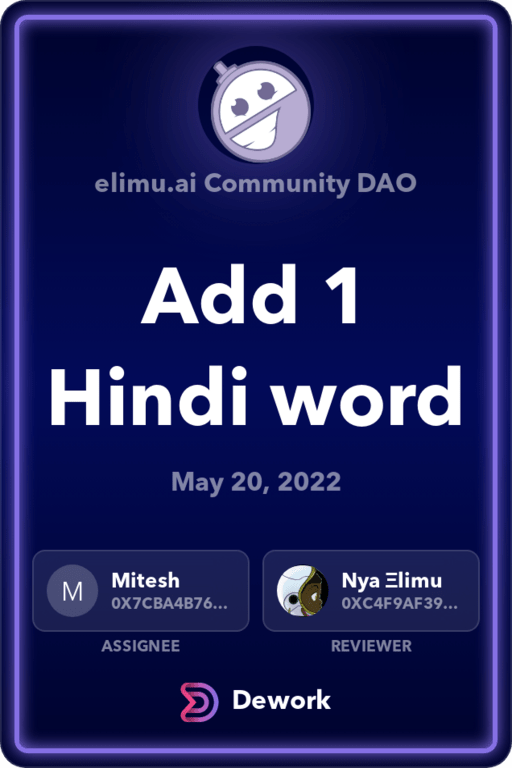 elimu.ai Community DAO
Add 1
Hindi word
May 20, 2022
M
Mitesh
0X7CBA4B76...
ASSIGNEE
Nya Ξlimu
0XC4F9AF39...
REVIEWER
Dework